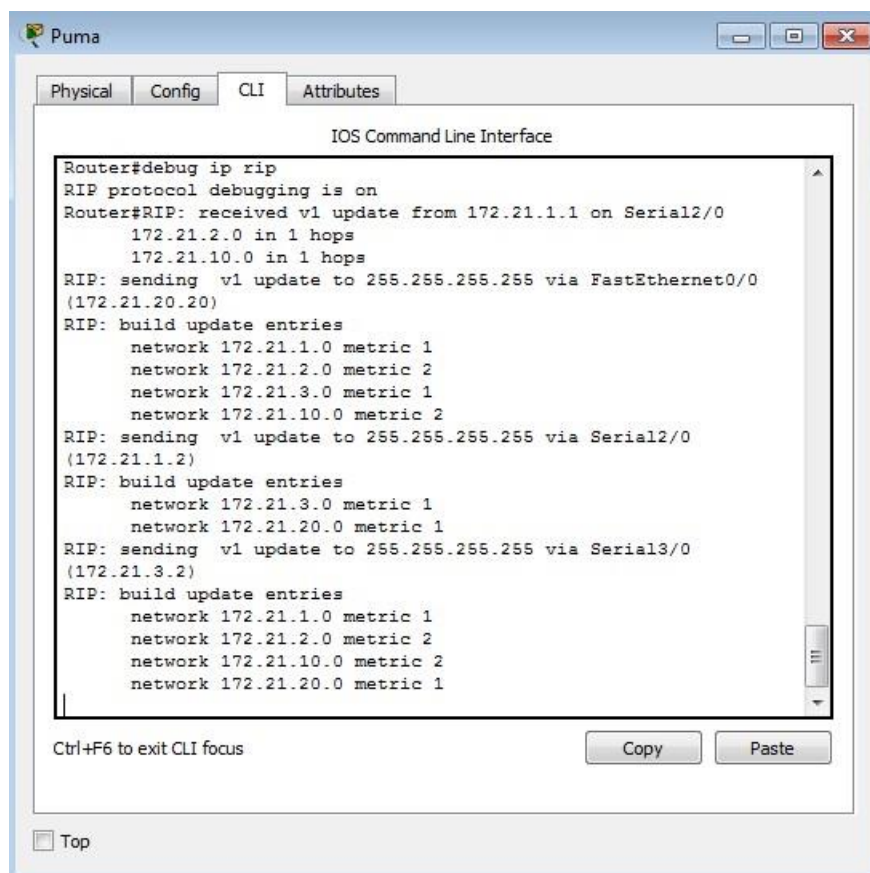 Puma
Physical Config CLI Attributes
IOS Command Line Interface
Router#debug ip rip
RIP protocol debugging is on
Router#RIP: received v1 update from 172.21.1.1 on Serial2/0
172.21.2.0 in 1 hops
172.21.10.0 in 1 hops
RIP: sending  v1 update to 255.255.255.255 via FastEthernet0/0
(172.21.20.20)
RIP: build update entries
network 172.21.1.0 metric 1
network 172.21.2.0 metric 2
network 172.21.3.0 metric 1
network 172.21.10.0 metric 2
RIP: sending  v1 update to 255.255.255.255 via Serial2/0
(172.21.1.2)
RIP: build update entries
network 172.21.3.0 metric 1
network 172.21.20.0 metric 1
RIP: sending  v1 update to 255.255.255.255 via Serial3/0
(172.21.3.2)
RIP: build update entries
network 172.21.1.0 metric 1
network 172.21.2.0 metric 2
network 172.21.10.0 metric 2
network 172.21.20.0 metric 1
Ctrl+F6 to exit CLI focus Copy Paste
Top